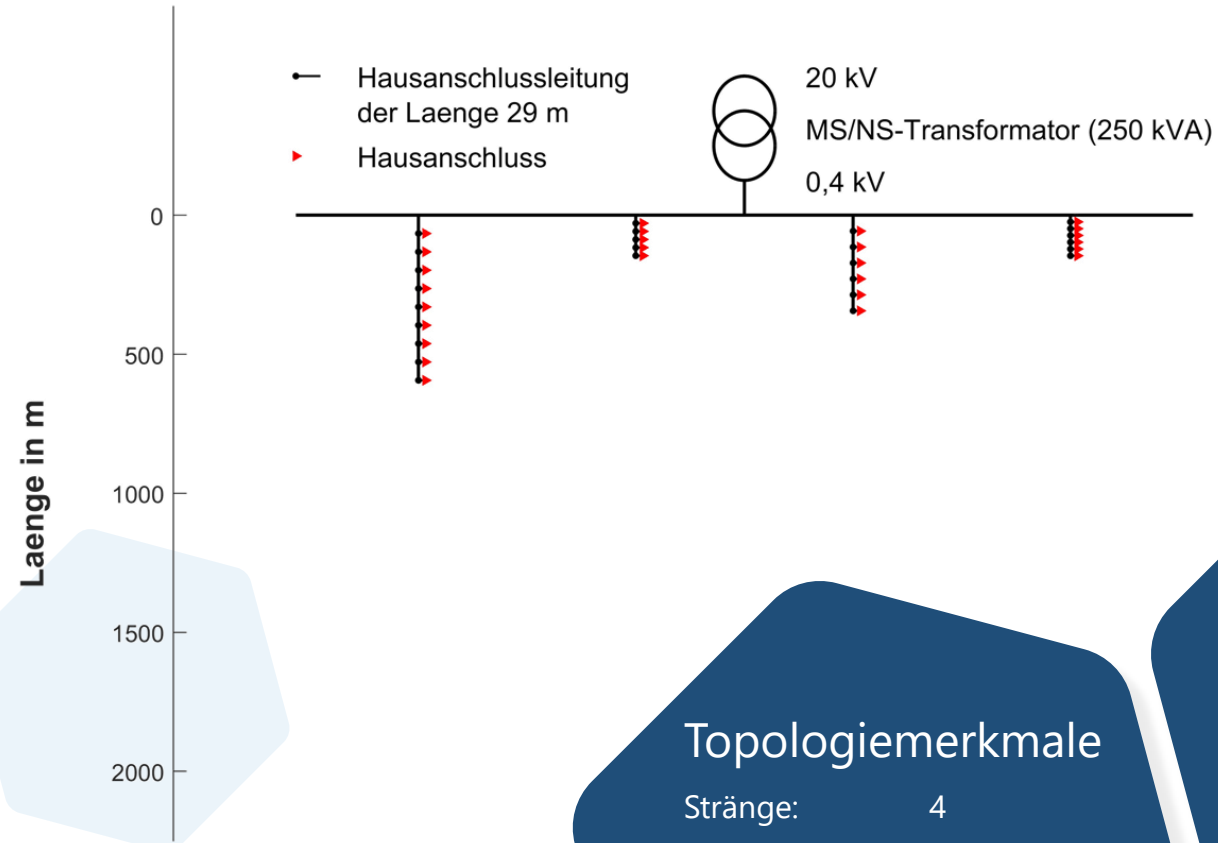 Hausanschlussleitung
der Laenge 29 m
Hausanschluss
20 kV
MS/NS-Transformator (250 kVA)
0,4 kV
0
500
1000
1500
2000
Laenge in m
Topologiemerkmale
Stränge: 4